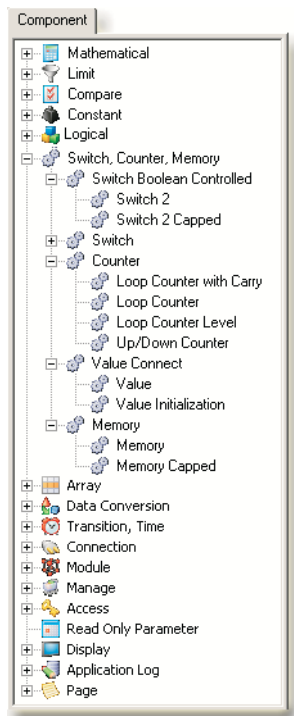 Component
Mathematical
Limit
Compare
Constant
Logical
Switch, Counter, Memory
Switch Boolean Controlled
Switch 2
Switch 2 Capped
Switch
Counter
Loop Counter with Carry
Loop Counter
Loop Counter Level
Up/Down Counter
Value Connect
Value
Value Initialization
Memory
Memory
Memory Capped
Array
Data Conversion
Transition, Time
Connection
Module
Manage
Access
Read Only Parameter
Display
Application Log
Page